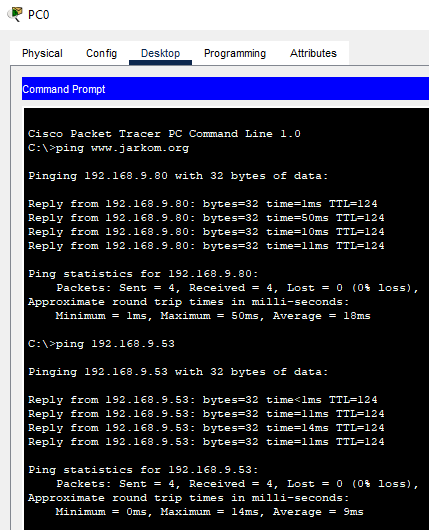 PC0
Physical Config Desktop Programming Attributes
Command Prompt
Cisco Packet Tracer PC Command Line 1.0
C:\>ping www.jarkom.org
Pinging 192.168.9.80 with 32 bytes of data:
Reply from 192.168.9.80: bytes=32 time=1ms TTL=124
Reply from 192.168.9.80: bytes=32 time=50ms TTL=124
Reply from 192.168.9.80: bytes=32 time=10ms TTL=124
Reply from 192.168.9.80: bytes=32 time=11ms TTL=124
Ping statistics for 192.168.9.80:
Packets: Sent = 4, Received = 4, Lost = 0 (0% loss),
Approximate round trip times in milli-seconds:
Minimum = 1ms, Maximum = 50ms, Average = 18ms
C:\>ping 192.168.9.53
Pinging 192.168.9.53 with 32 bytes of data:
Reply from 192.168.9.53: bytes=32 time<1ms TTL=124
Reply from 192.168.9.53: bytes=32 time=11ms TTL=124
Reply from 192.168.9.53: bytes=32 time=14ms TTL=124
Reply from 192.168.9.53: bytes=32 time=11ms TTL=124
Ping statistics for 192.168.9.53:
Packets: Sent = 4, Received = 4, Lost = 0 (0% loss),
Approximate round trip times in milli-seconds:
Minimum = 0ms, Maximum = 14ms, Average = 9ms